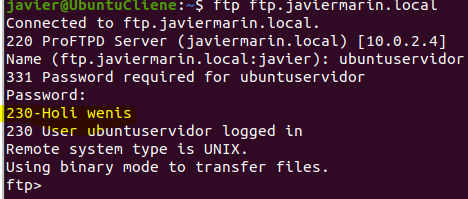 javier@UbuntuCliene:~$ ftp ftp.javiermarin.local
Connected to ftp.javiermarin.local.
220 ProFTPD Server (javiermarin.local) [10.0.2.4]
Name (ftp.javiermarin.local:javier): ubuntuservidor
331 Password required for ubuntuservidor
Password:
230-Holi wenis
230 User ubuntuservidor logged in
Remote system type is UNIX.
Using binary mode to transfer files.
ftp>